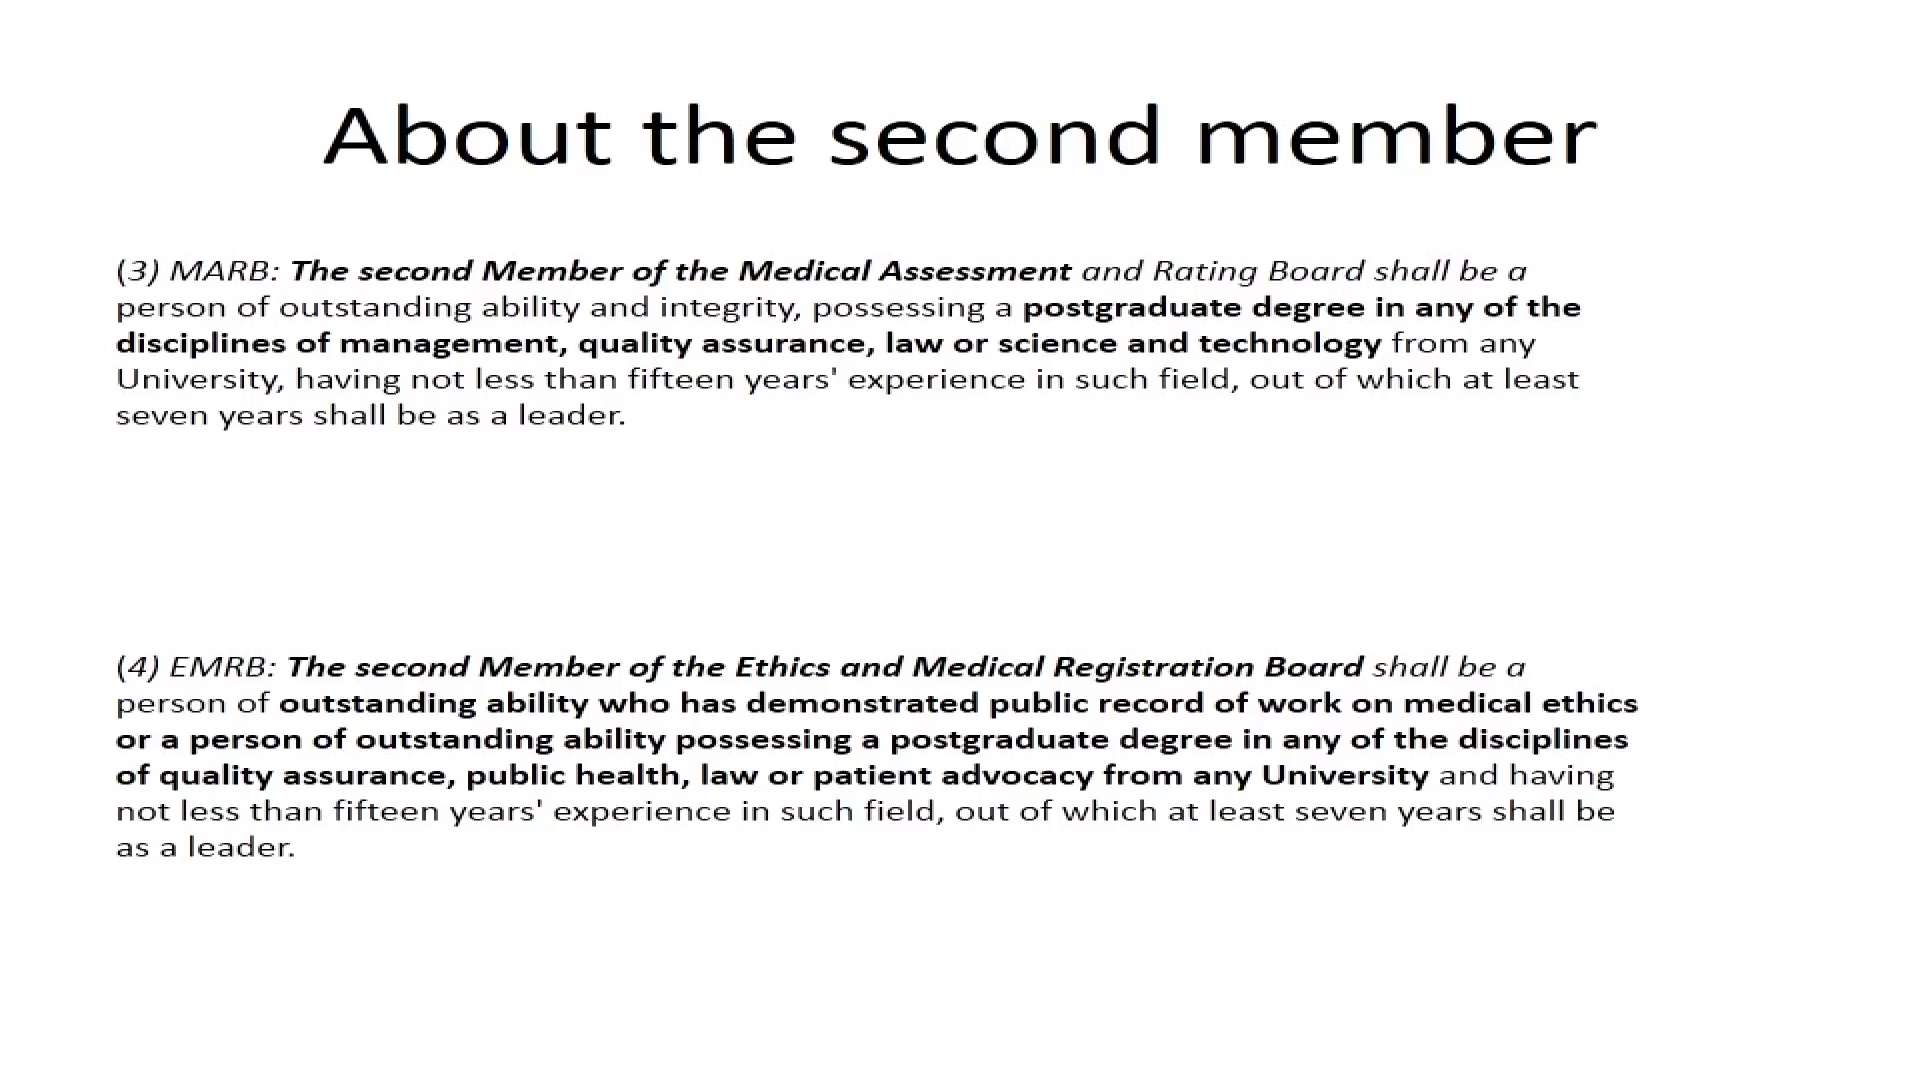 About the second member
(3) MARB: The second Member of the Medical Assessment and Rating Board shall be a
person of outstanding ability and integrity, possessing a postgraduate degree in any of the
disciplines of management, quality assurance, law or science and technology from any
University, having not less than fifteen years' experience in such field, out of which at least
seven years shall be as a leader.
(4) EMRB: The second Member of the Ethics and Medical Registration Board shall be a
person of outstanding ability who has demonstrated public record of work on medical ethics
or a person of outstanding ability possessing a postgraduate degree in any of the disciplines
of quality assurance, public health, law or patient advocacy from any University and having
not less than fifteen years' experience in such field, out of which at least seven years shall be
as a leader.